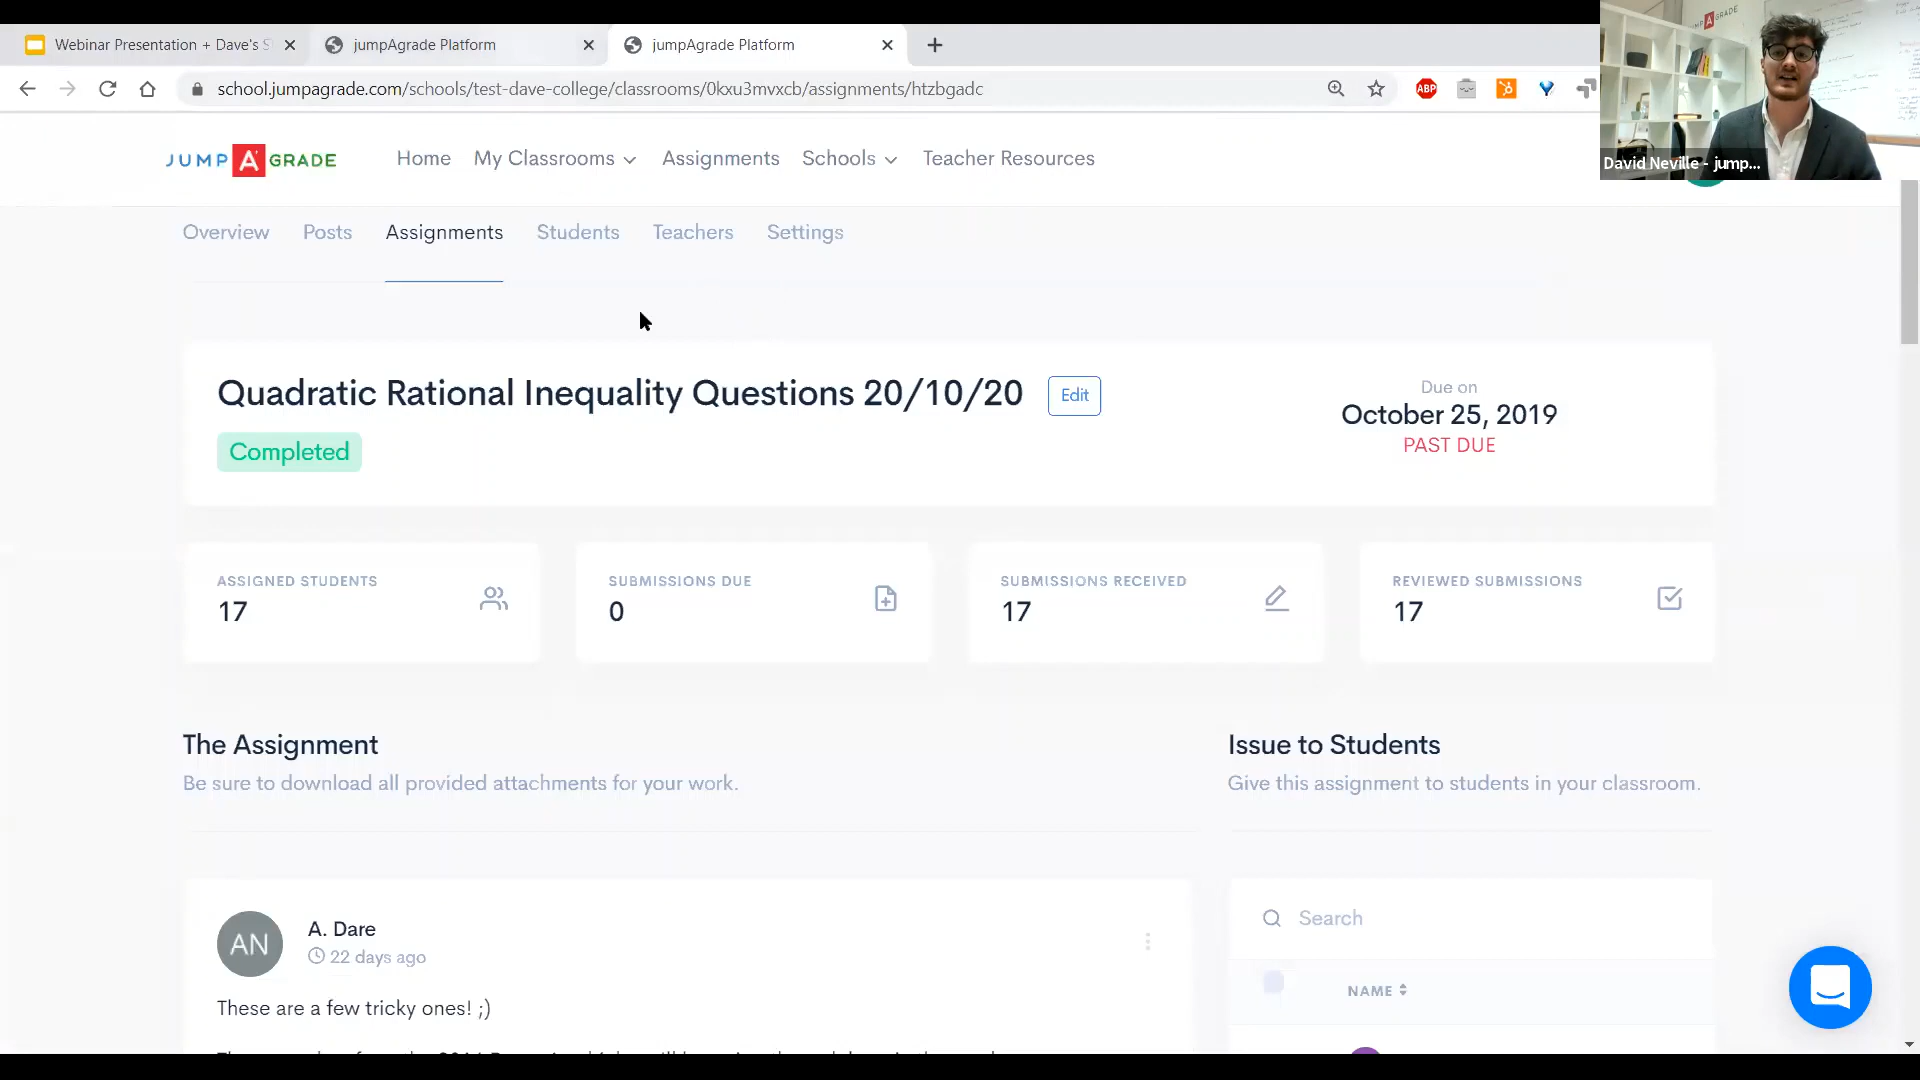 Webinar Presentation + Dave's S
jumpAgrade Platform
jumpAgrade Platform
school.jumpagrade.com/schools/test-dave-college/classrooms/0kxu3mvxcb/assignments/htzbgadc
ABP
JUMP A GRADE
David Neville - jump...
JUMP A GRADE
Home
My Classrooms
Assignments
Schools
Teacher Resources
Overview
Posts
Assignments
Students
Teachers
Settings
Quadratic Rational Inequality Questions 20/10/20
Edit
Completed
Due on
October 25, 2019
PAST DUE
ASSIGNED STUDENTS
17
SUBMISSIONS DUE
0
SUBMISSIONS RECEIVED
17
REVIEWED SUBMISSIONS
17
The Assignment
Be sure to download all provided attachments for your work.
Issue to Students
Give this assignment to students in your classroom.
AN
A. Dare
22 days ago
These are a few tricky ones! ;)
Search
NAME